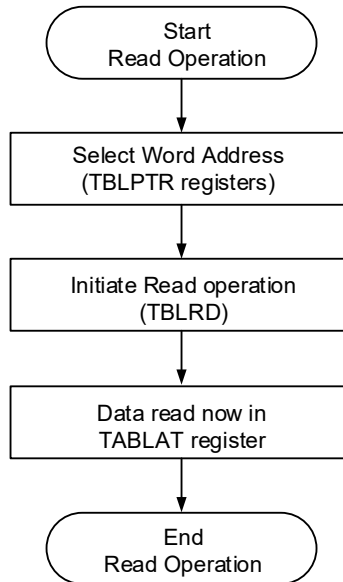 Start
Read Operation
Select Word Address
(TBLPTR registers)
Initiate Read operation
(TBLRD)
Data read now in
TABLAT register
End
Read Operation